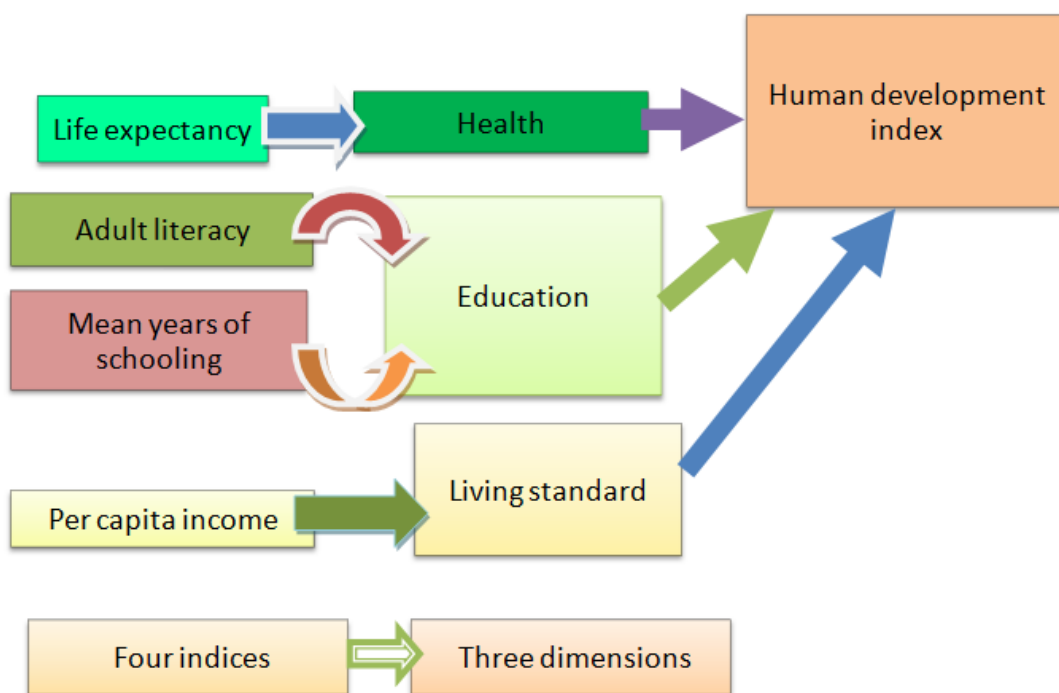 Life expectancy
Health
Human development
index
Adult literacy
Mean years of
schooling
Education
Per capita income
Living standard
Four indices
Three dimensions